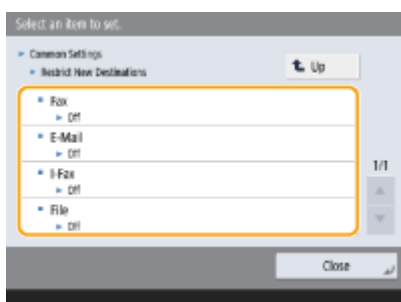 Select an item to set.
Common Settings
Restrict New Destinations
Up
Fax
Off
E-Mail
Off
I-Fax
Off
File
Off
1/1
Close